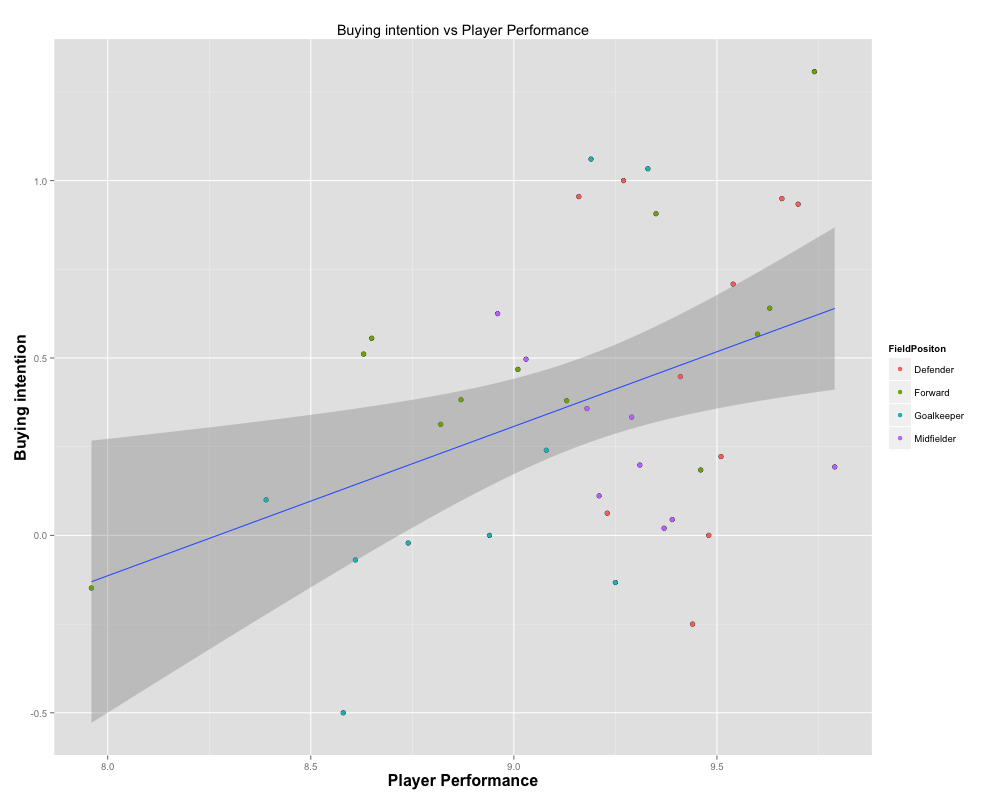 Buying intention vs Player Performance
Buying intention
1.0
0.5
0.0
-0.5
8.0 8.5 9.0 9.5
Player Performance
FieldPositon
Defender
Forward
Goalkeeper
Midfielder